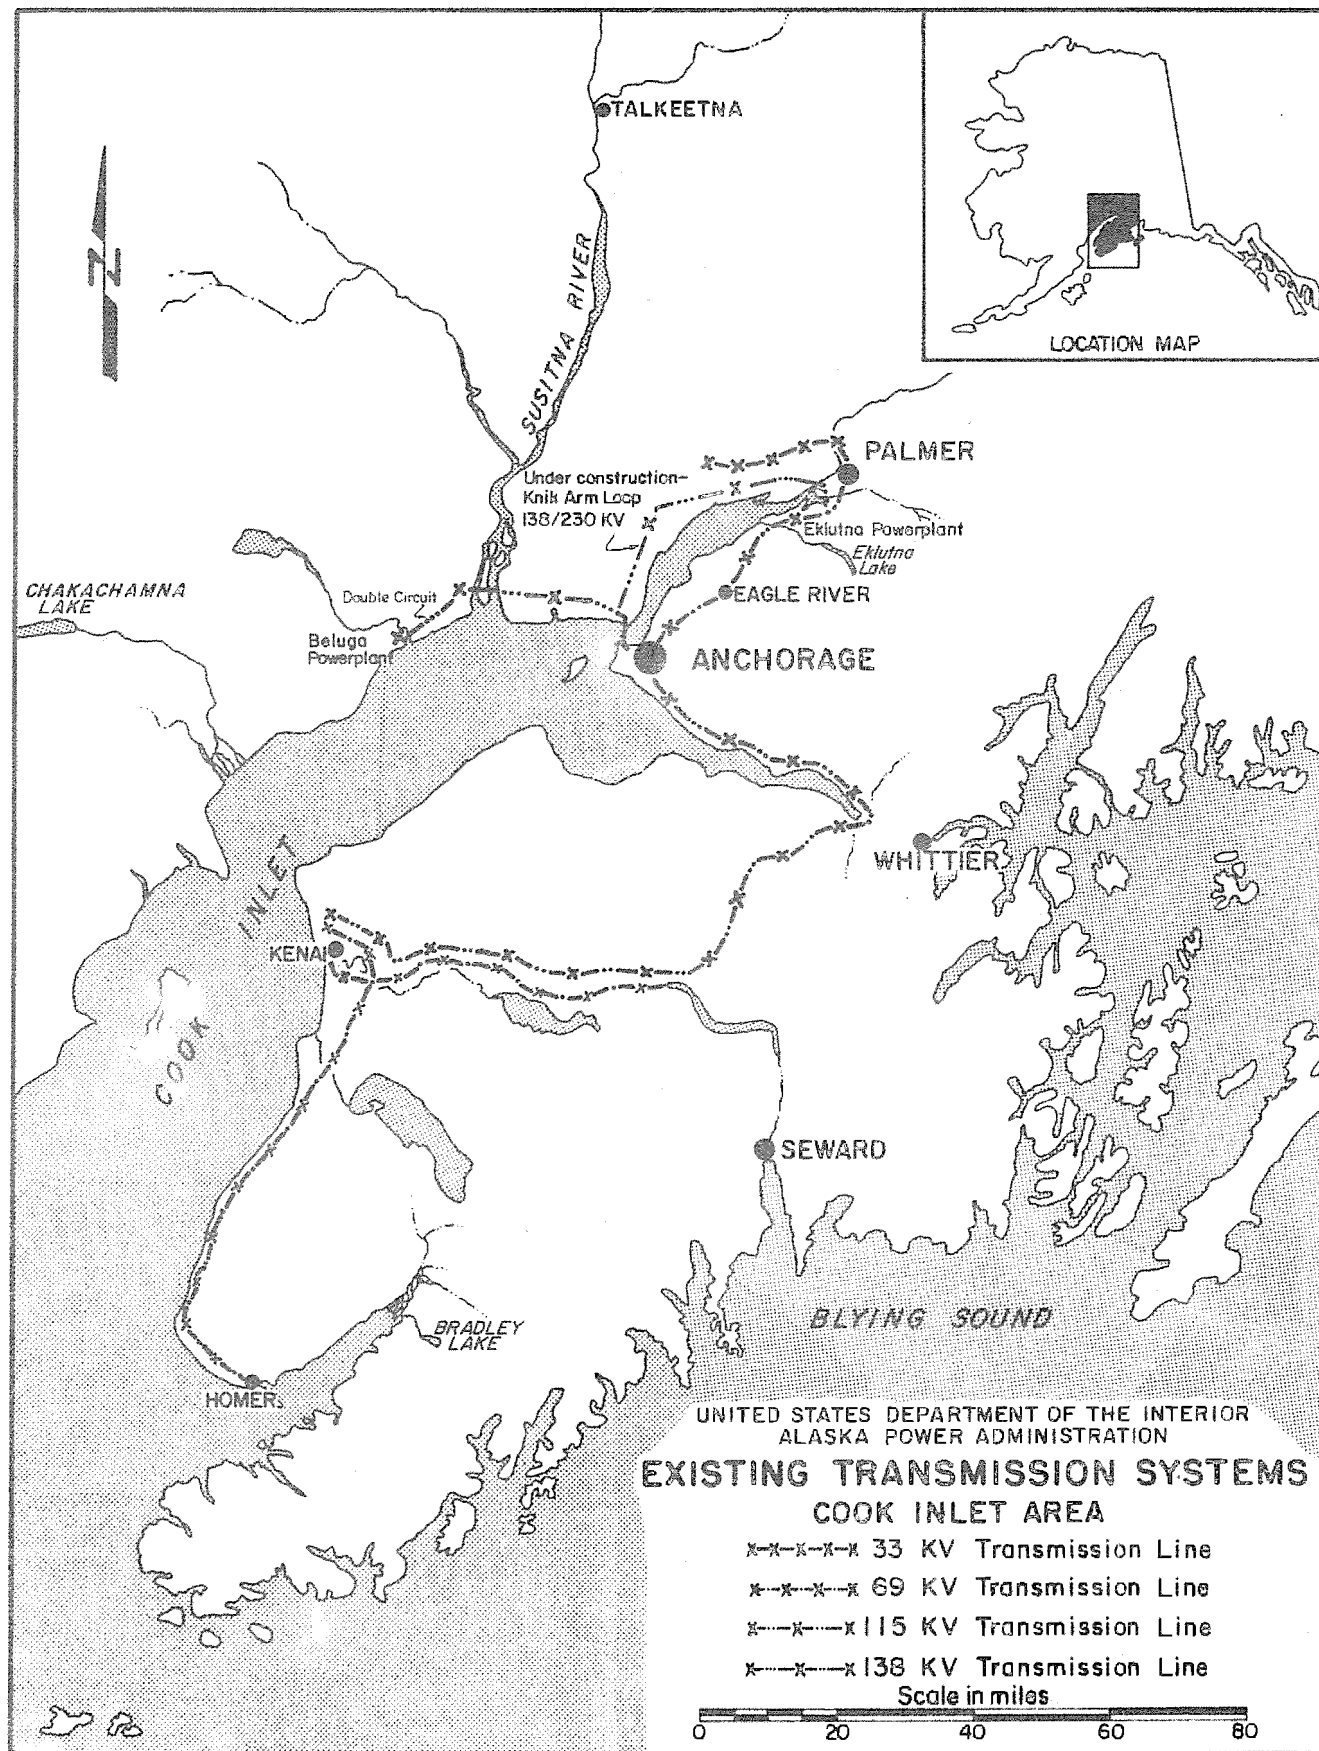 TALKEETNA
N
SUSITNA RIVER
LOCATION MAP
PALMER
Under construction-
Knik Arm Loop
138/230 KV
Eklutna Powerplant
Eklutna
Lake
CHAKACHAMNA
LAKE
Double Circuit
EAGLE RIVER
Beluga
Powerplant
ANCHORAGE
WHITTIER
COOK INLET
KENAI
SEWARD
BLYING SOUND
BRADLEY
LAKE
HOMER
UNITED STATES DEPARTMENT OF THE INTERIOR
ALASKA POWER ADMINISTRATION
EXISTING TRANSMISSION SYSTEMS
COOK INLET AREA
33 KV Transmission Line
69 KV Transmission Line
115 KV Transmission Line
138 KV Transmission Line
Scale in miles
0 20 40 60 80